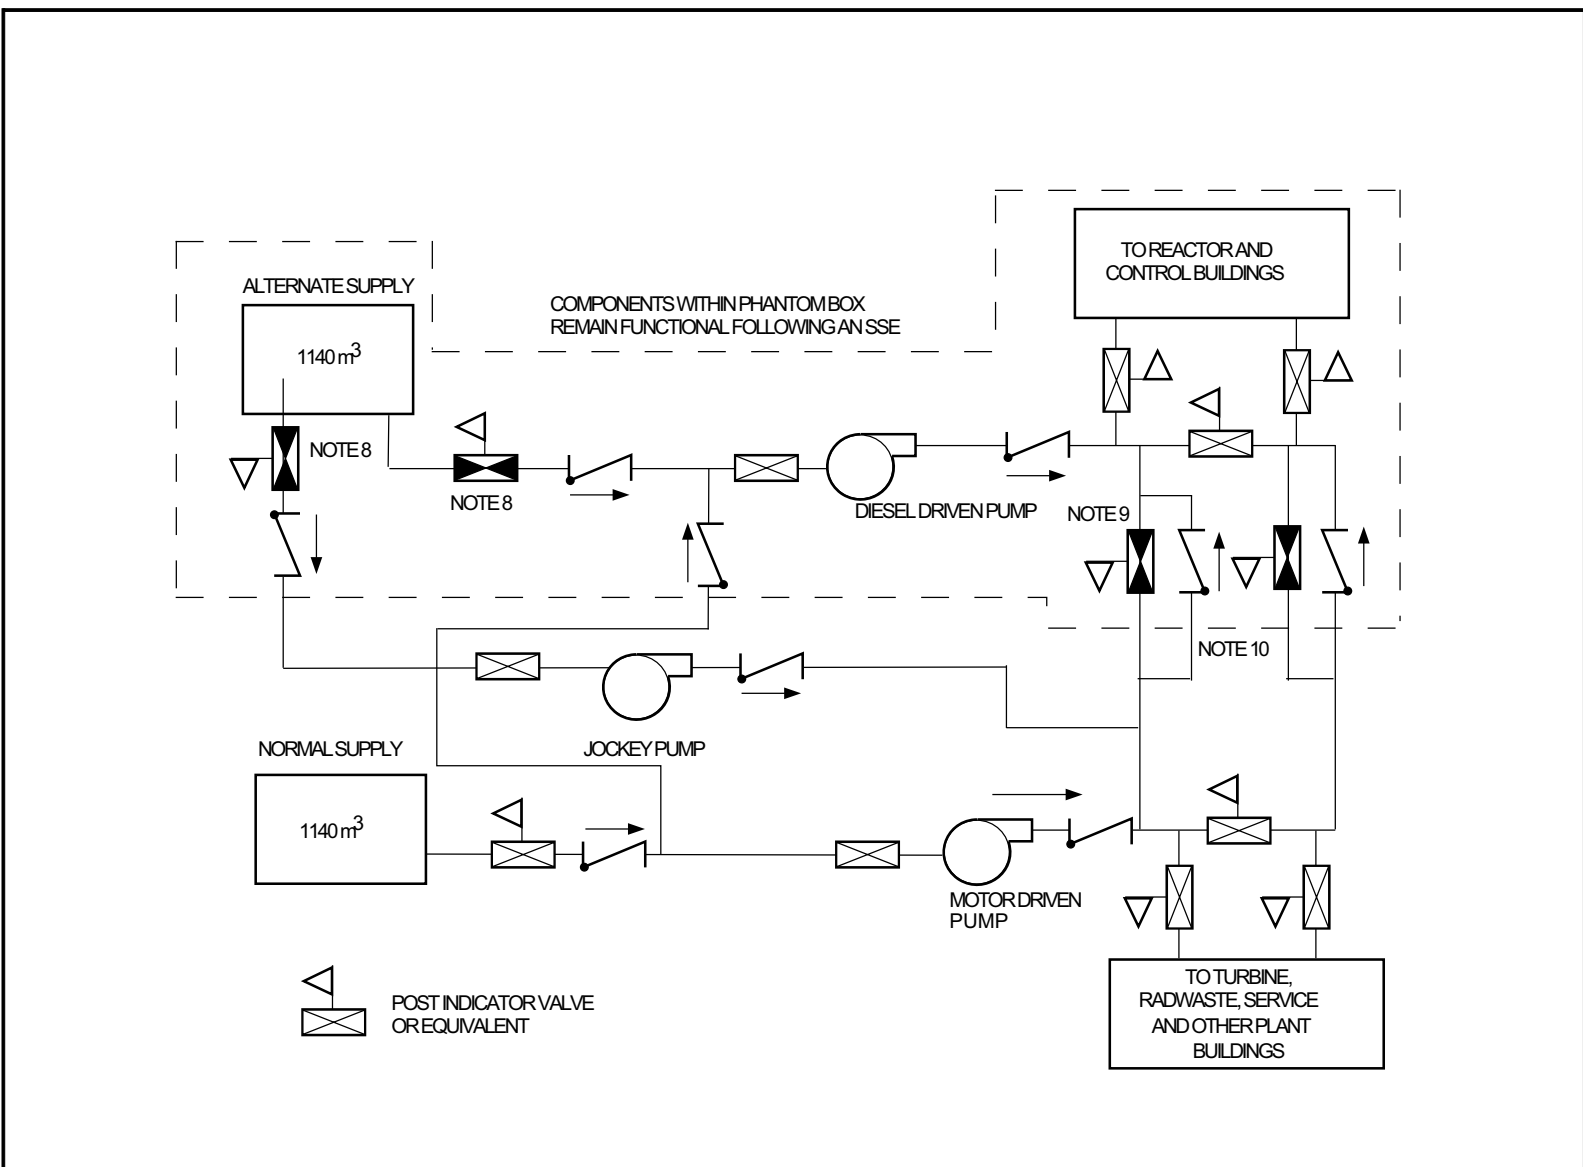 TO REACTOR AND
CONTROL BUILDINGS
ALTERNATE SUPPLY
COMPONENTS WITHIN PHANTOM BOX
REMAIN FUNCTIONAL FOLLOWING AN SSE
1140 m³
NOTE 8
NOTE 8
DIESEL DRIVEN PUMP
NOTE 9
NOTE 10
NORMAL SUPPLY
JOCKEY PUMP
1140 m³
MOTOR DRIVEN
PUMP
POST INDICATOR VALVE
OR EQUIVALENT
TO TURBINE,
RADWASTE, SERVICE
AND OTHER PLANT
BUILDINGS